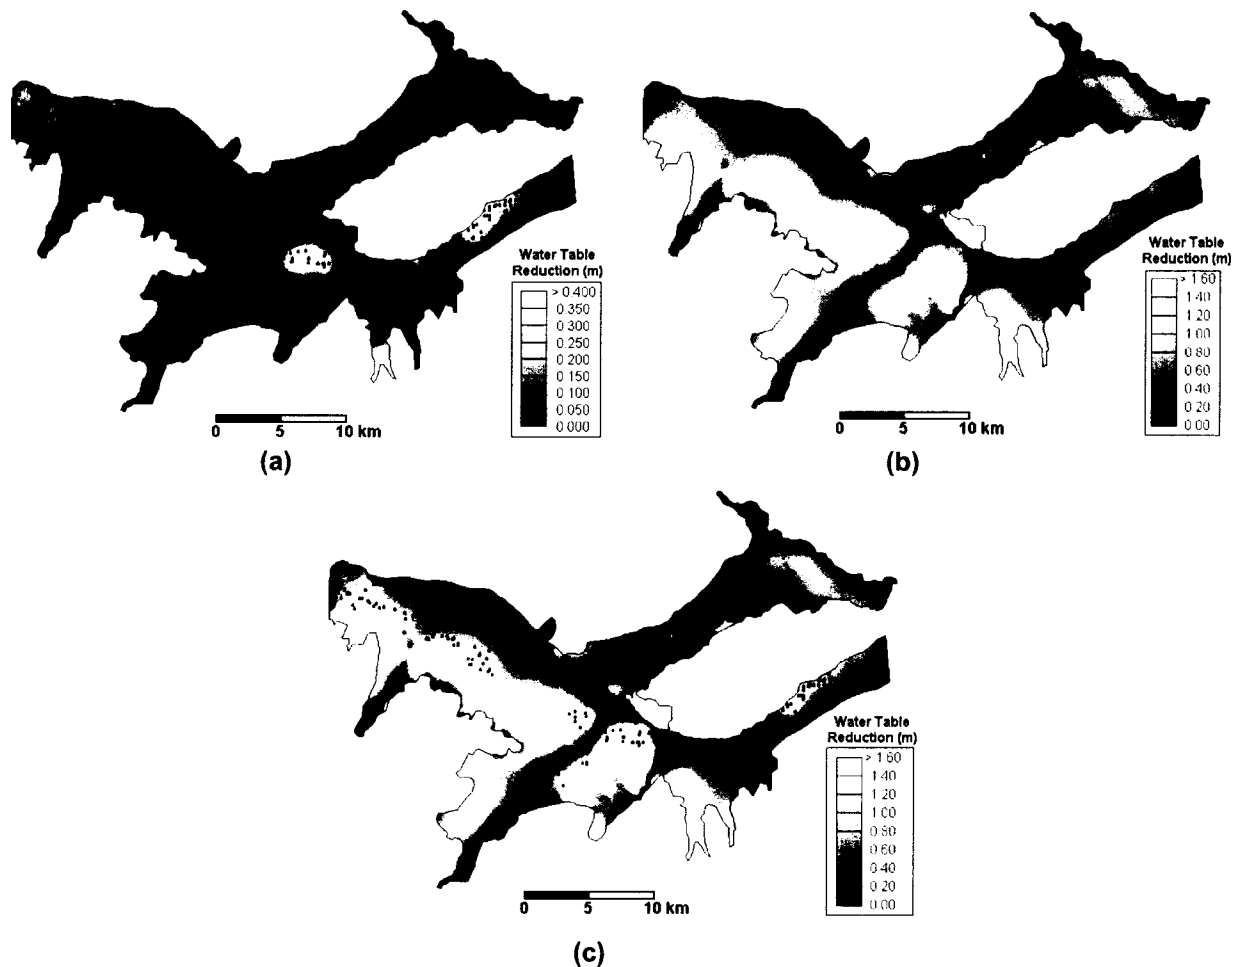 Water Table
Reduction (m)
> 0.400
0.350
0.300
0.250
0.200
0.150
0.100
0.050
0.000
0 5 10 km
(a)
Water Table
Reduction (m)
> 1.60
1.40
1.20
1.00
0.80
0.60
0.40
0.20
0.00
0 5 10 km
(b)
Water Table
Reduction (m)
> 1.60
1.40
1.20
1.00
0.80
0.60
0.40
0.20
0.00
0 5 10 km
(c)